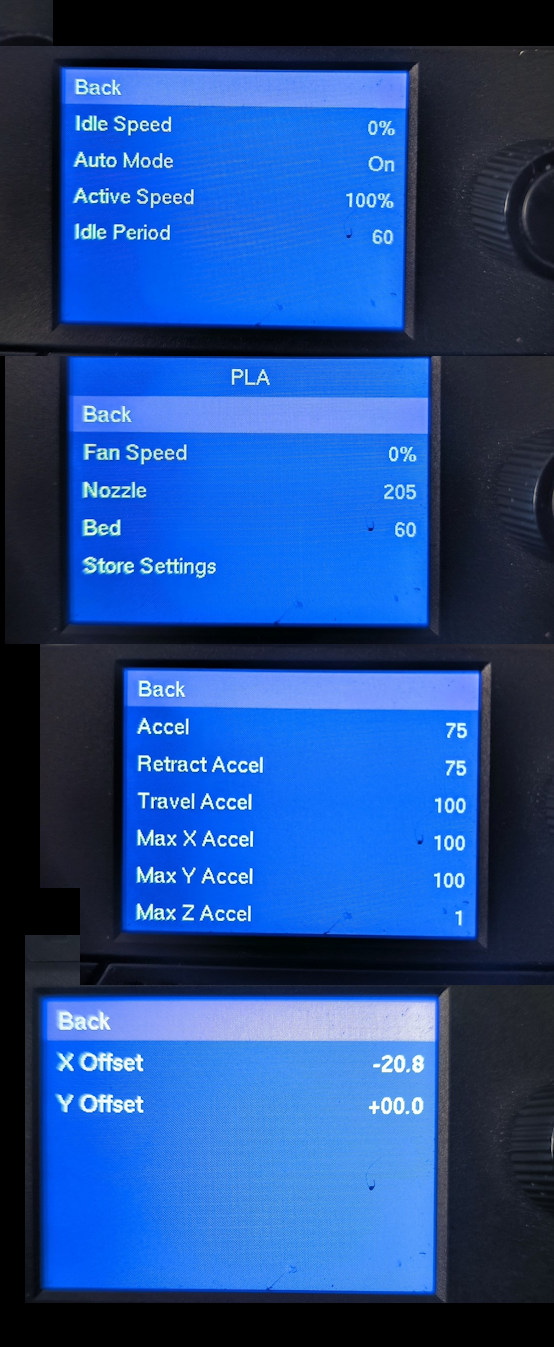 Back
Idle Speed 0%
Auto Mode On
Active Speed 100%
Idle Period 60
PLA
Back
Fan Speed 0%
Nozzle 205
Bed 60
Store Settings
Back
Accel 75
Retract Accel 75
Travel Accel 100
Max X Accel 100
Max Y Accel 100
Max Z Accel 1
Back
X Offset -20.8
Y Offset +00.0